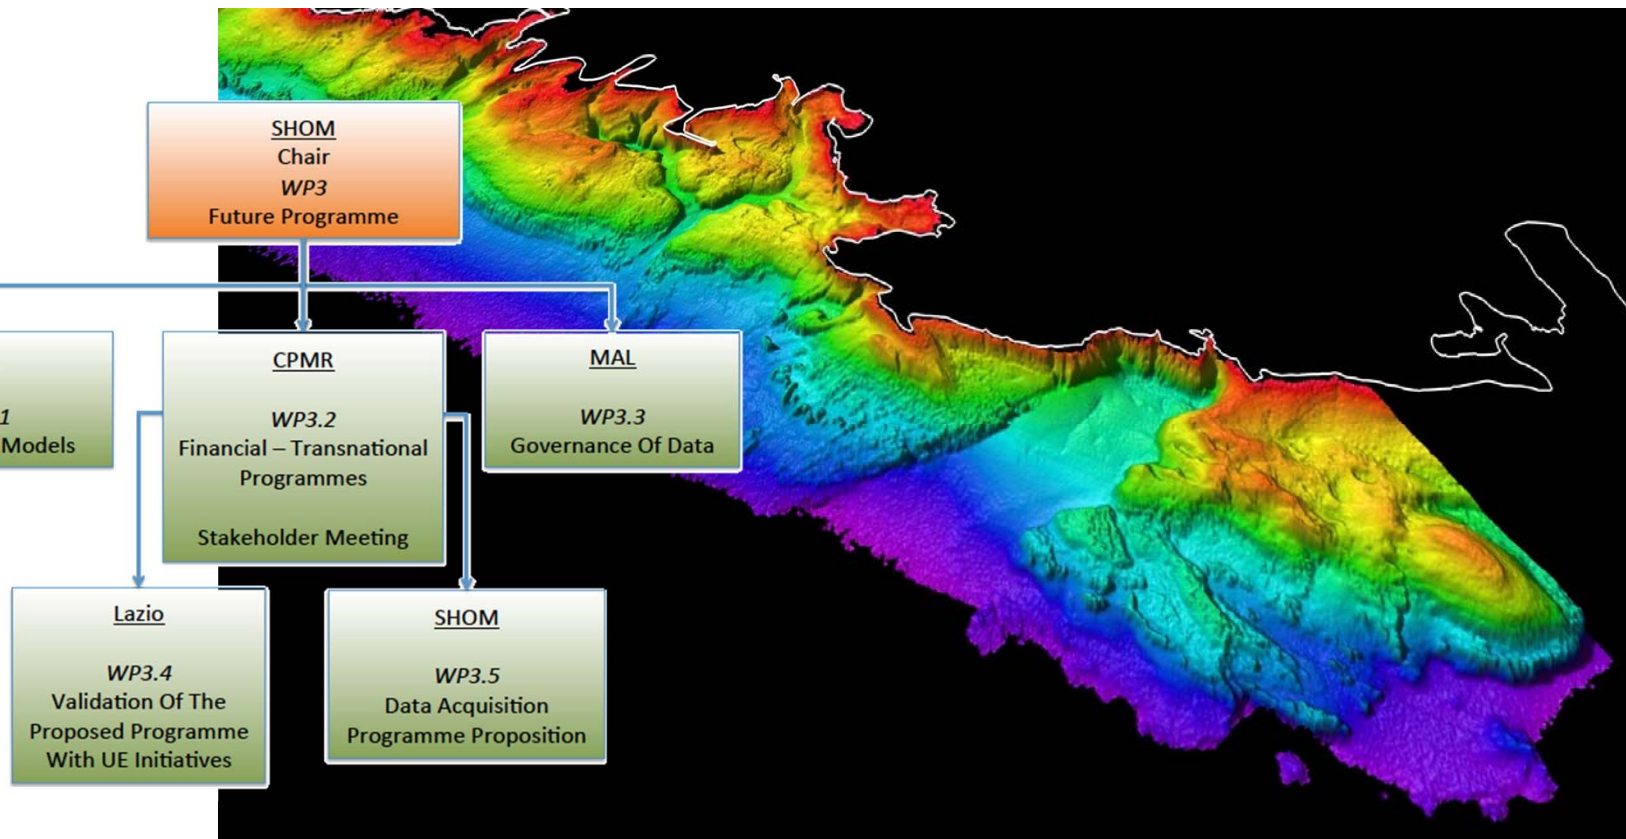 SHOM
Chair
WP3
Future Programme
1
Models
CPMR
WP3.2
Financial – Transnational
Programmes
Stakeholder Meeting
MAL
WP3.3
Governance Of Data
Lazio
WP3.4
Validation Of The
Proposed Programme
With UE Initiatives
SHOM
WP3.5
Data Acquisition
Programme Proposition